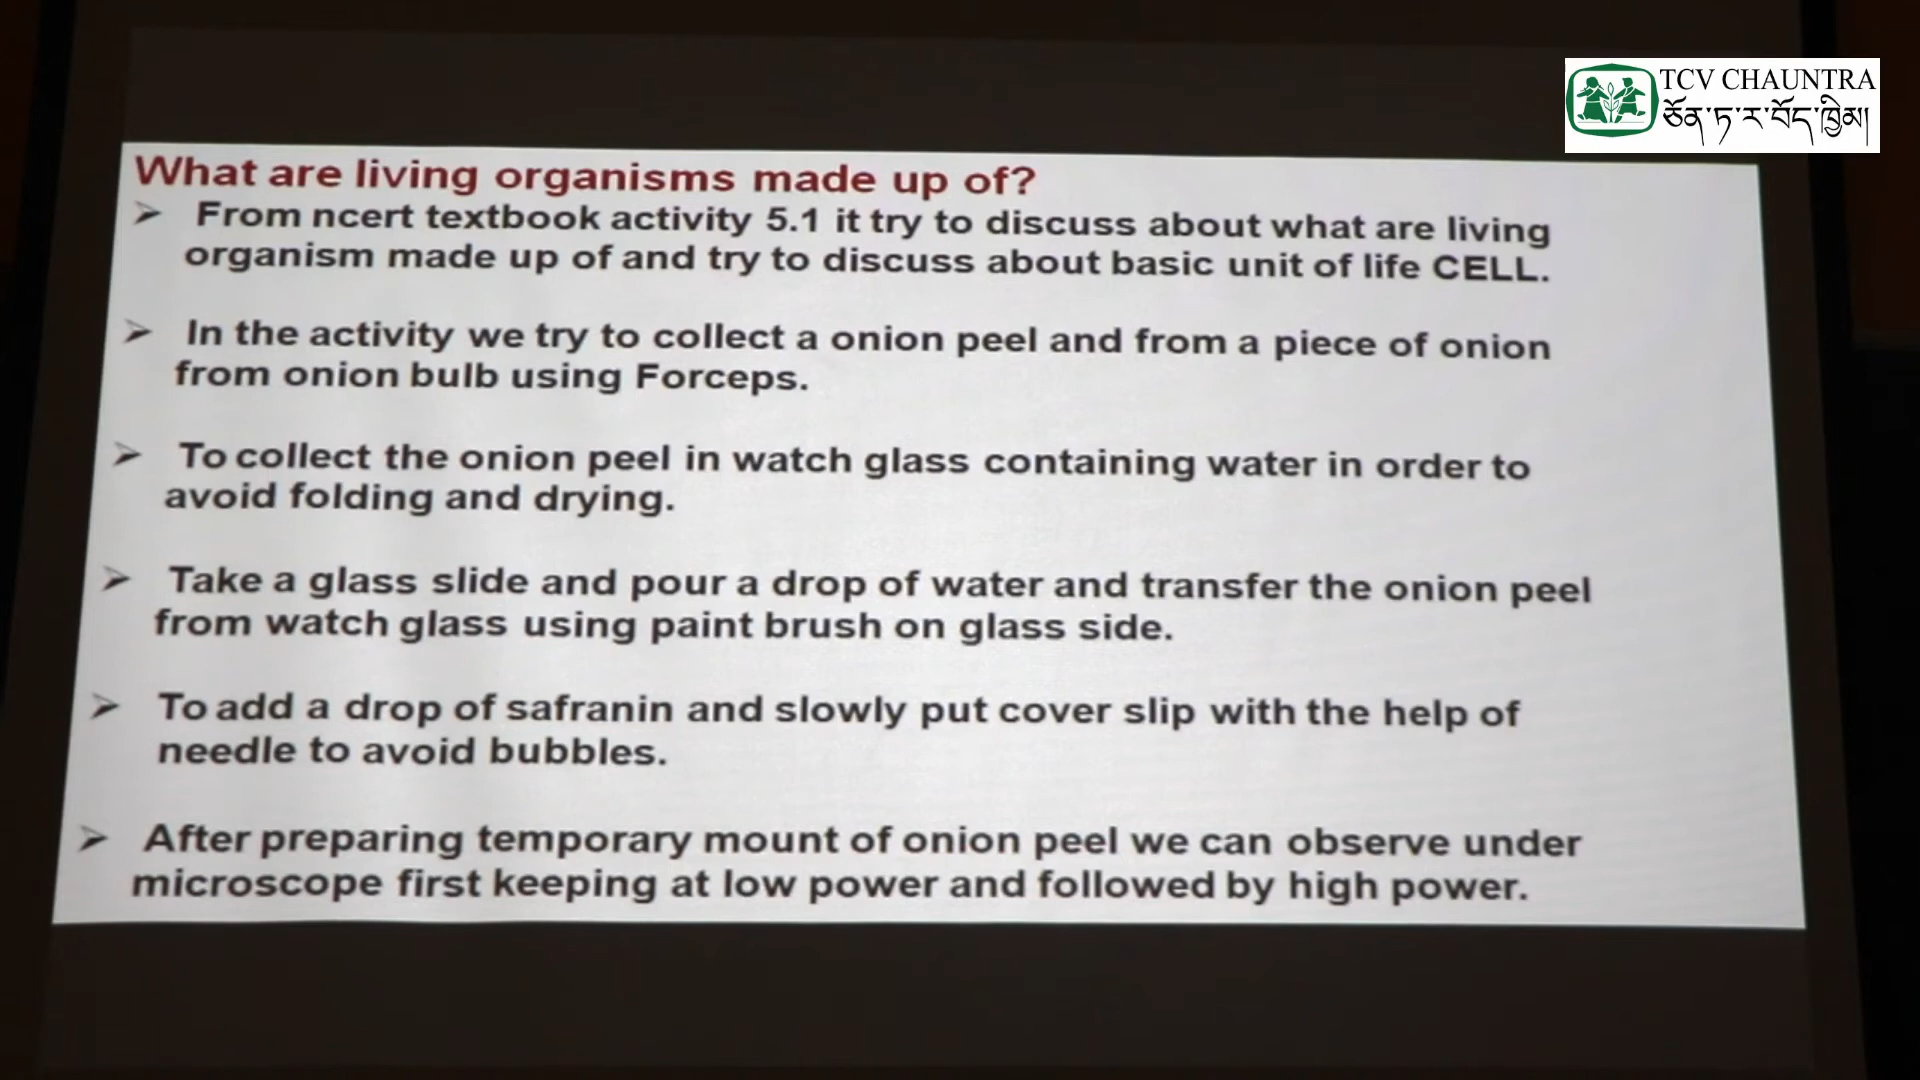 TCV CHAUNTRA
ཅོན་ཏ་ར་བོད་ཁྱིམ།
What are living organisms made up of?
➢ From ncert textbook activity 5.1 it try to discuss about what are living
organism made up of and try to discuss about basic unit of life CELL.
➢ In the activity we try to collect a onion peel and from a piece of onion
from onion bulb using Forceps.
➢ To collect the onion peel in watch glass containing water in order to
avoid folding and drying.
➢ Take a glass slide and pour a drop of water and transfer the onion peel
from watch glass using paint brush on glass side.
➢ To add a drop of safranin and slowly put cover slip with the help of
needle to avoid bubbles.
➢ After preparing temporary mount of onion peel we can observe under
microscope first keeping at low power and followed by high power.